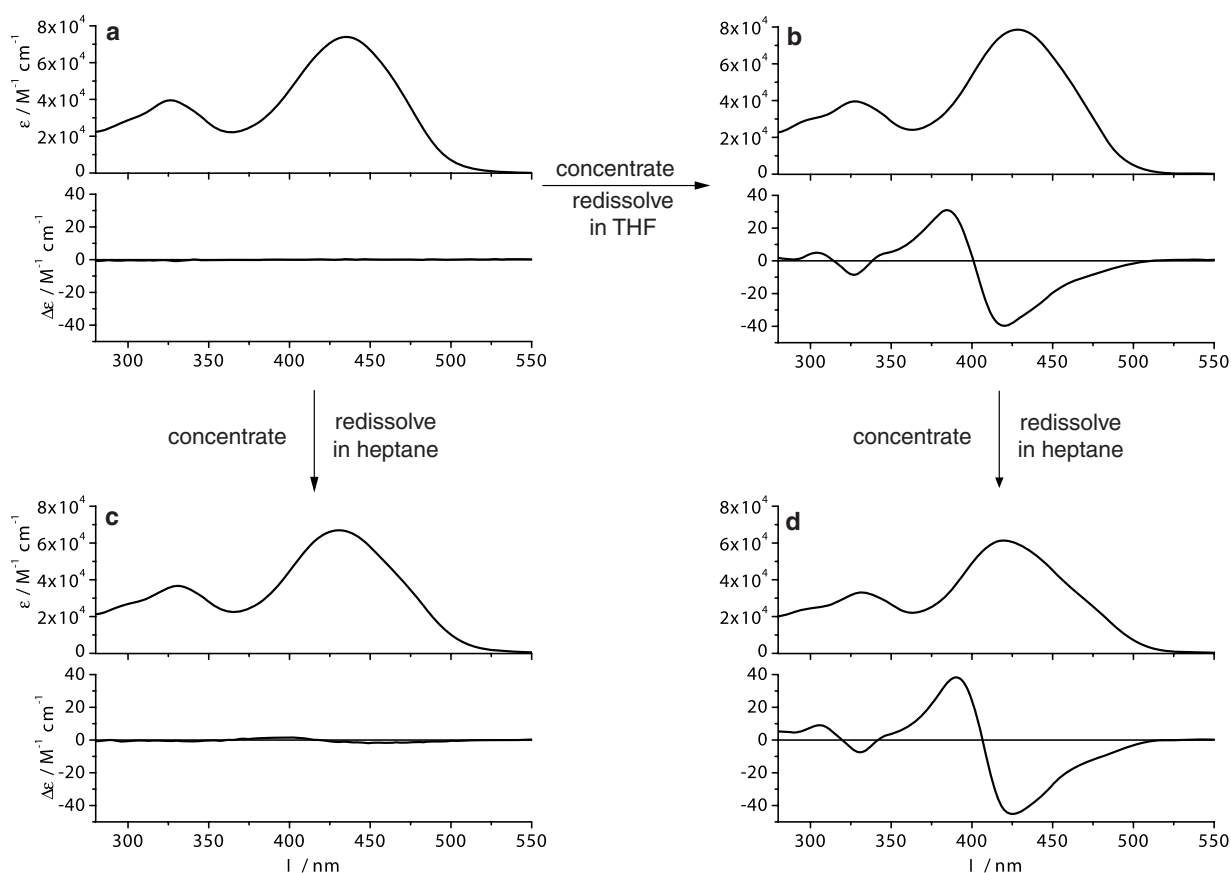 a
8x10⁴
6x10⁴
4x10⁴
2x10⁴
0
ε / M⁻¹ cm⁻¹
40
20
0
-20
-40
Δε / M⁻¹ cm⁻¹
300 350 400 450 500 550
concentrate
redissolve
in THF
b
8x10⁴
6x10⁴
4x10⁴
2x10⁴
0
40
20
0
-20
-40
300 350 400 450 500 550
concentrate
redissolve
in heptane
concentrate
redissolve
in heptane
c
8x10⁴
6x10⁴
4x10⁴
2x10⁴
0
ε / M⁻¹ cm⁻¹
40
20
0
-20
-40
Δε / M⁻¹ cm⁻¹
300 350 400 450 500 550
l / nm
d
8x10⁴
6x10⁴
4x10⁴
2x10⁴
0
40
20
0
-20
-40
300 350 400 450 500 550
l / nm